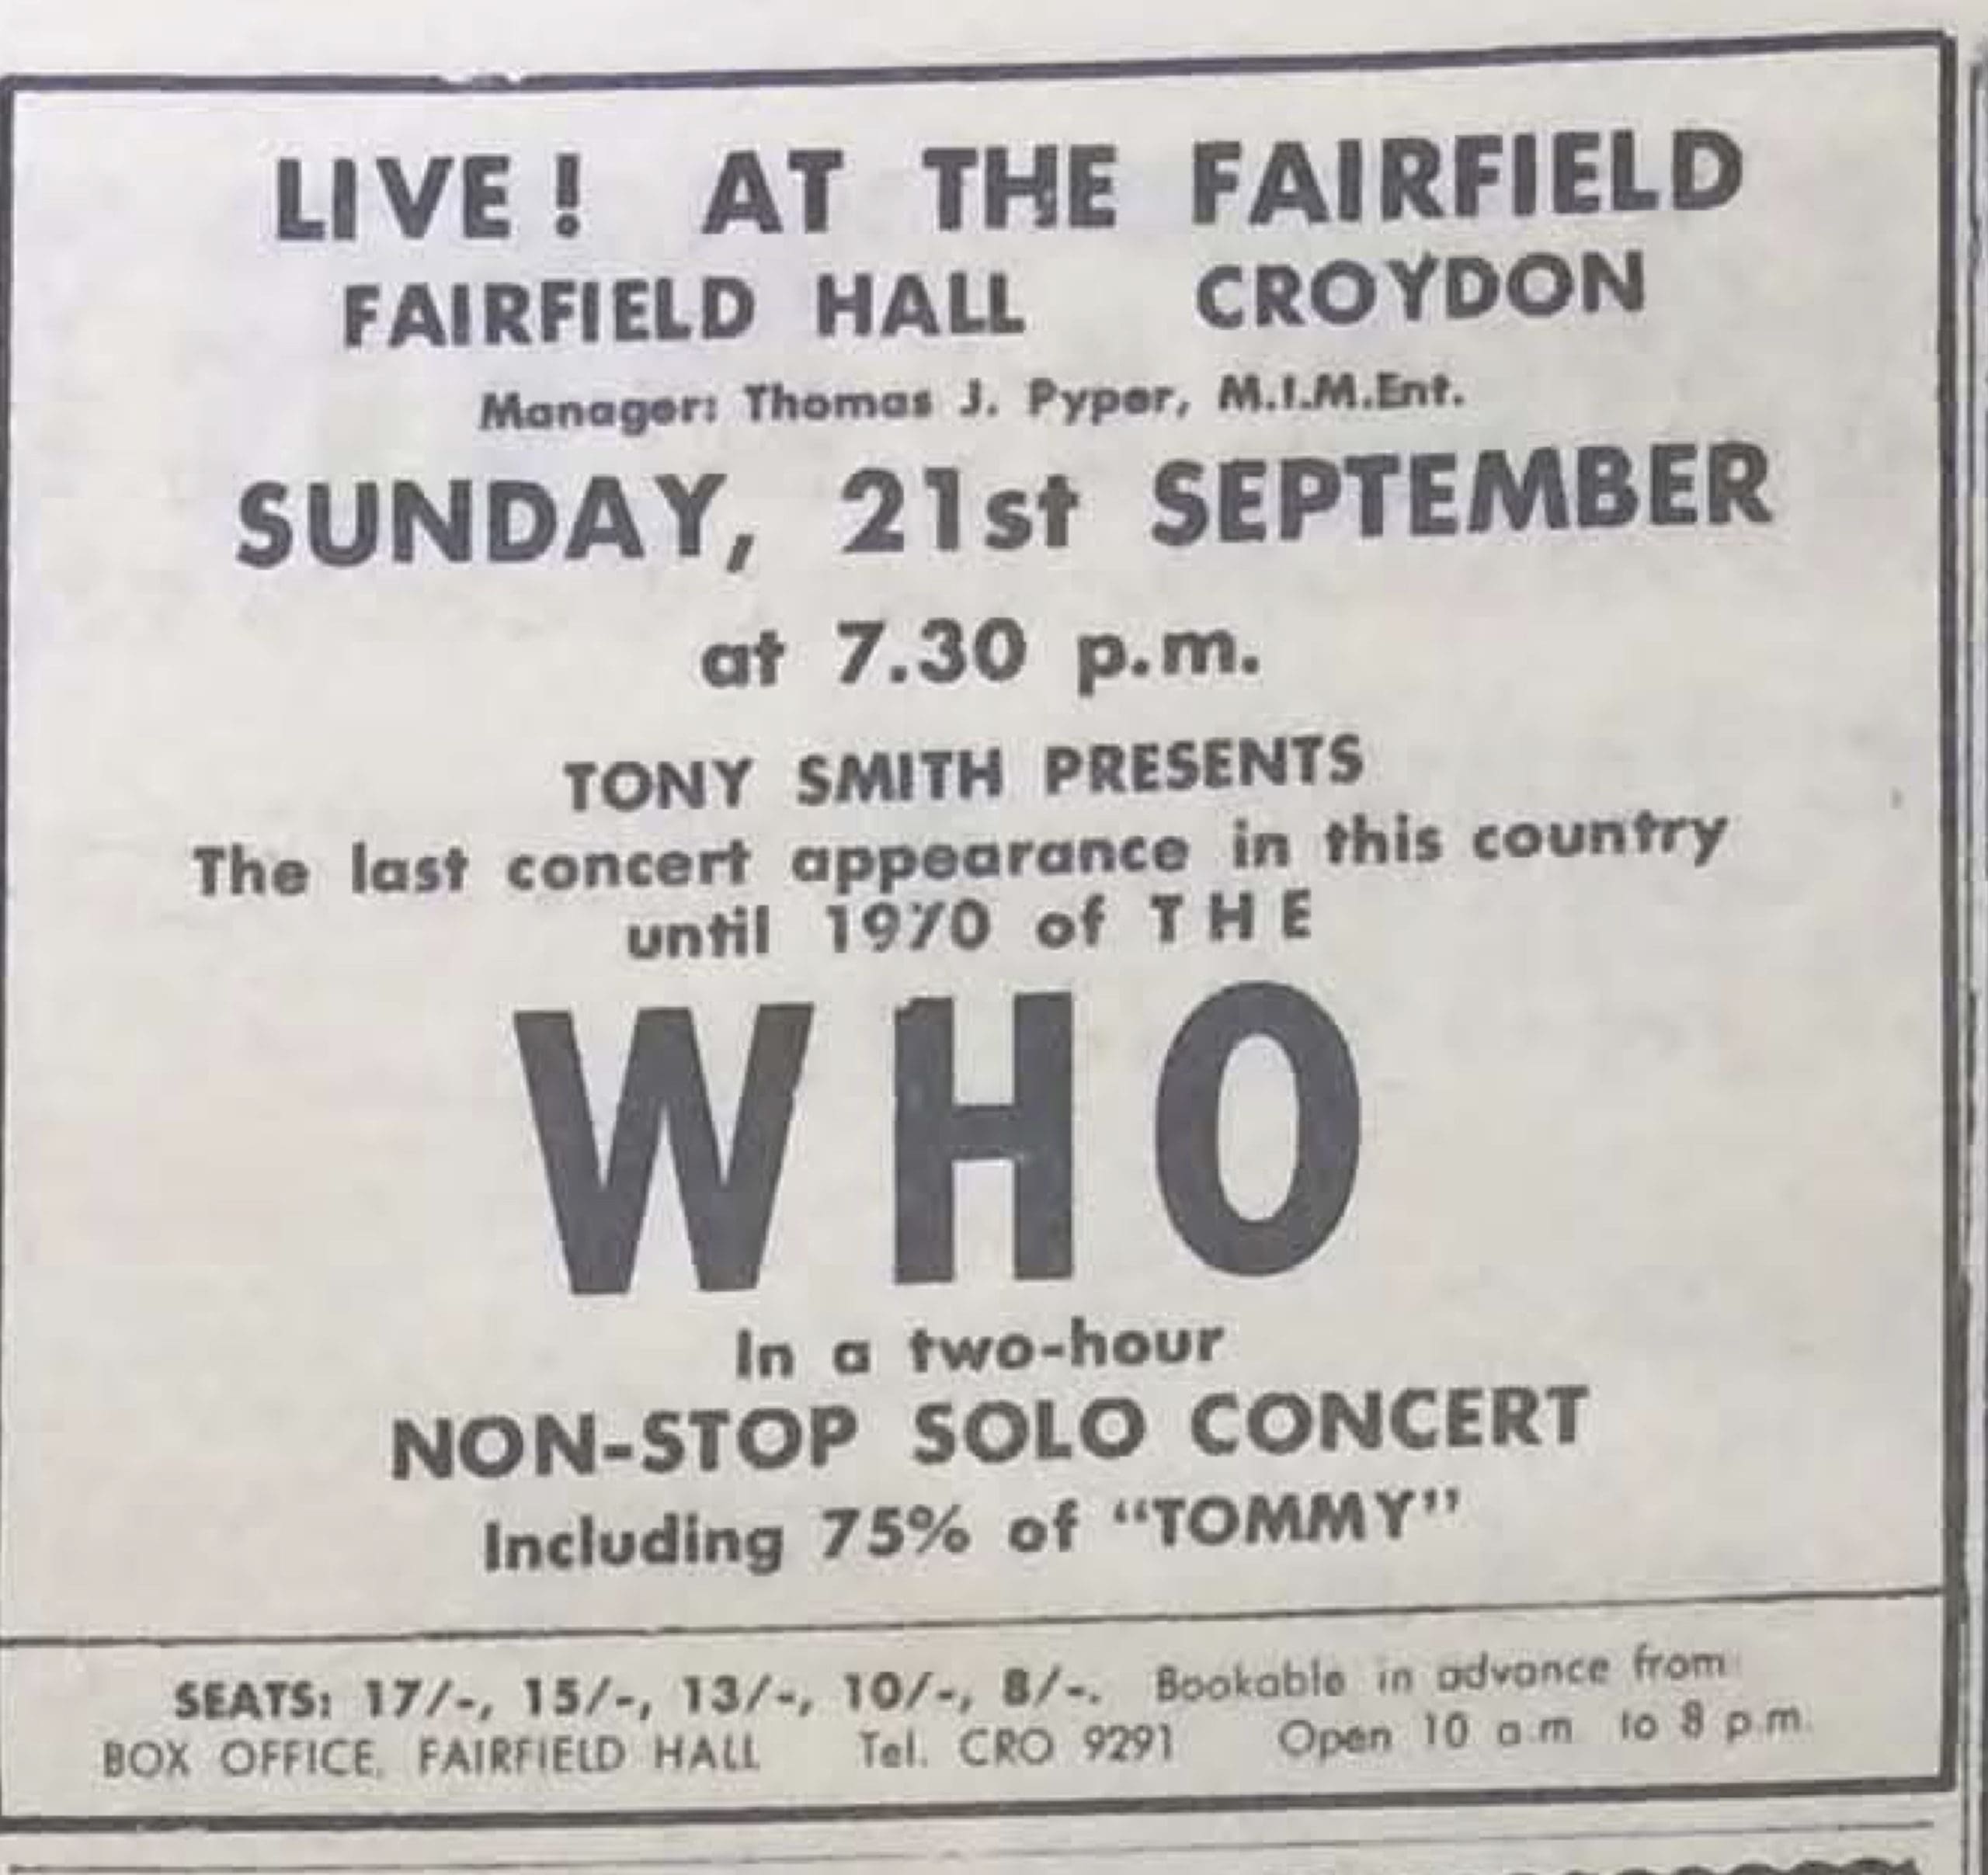 LIVE! AT THE FAIRFIELD
FAIRFIELD HALL CROYDON
Manager: Thomas J. Pyper, M.I.M.Ent.
SUNDAY, 21st SEPTEMBER
at 7.30 p.m.
TONY SMITH PRESENTS
The last concert appearance in this country
until 1970 of THE
WHO
In a two-hour
NON-STOP SOLO CONCERT
Including 75% of “TOMMY”
SEATS: 17/-, 15/-, 13/-, 10/-, 8/-. Bookable in advance from
BOX OFFICE, FAIRFIELD HALL Tel. CRO 9291 Open 10 a.m. to 8 p.m.